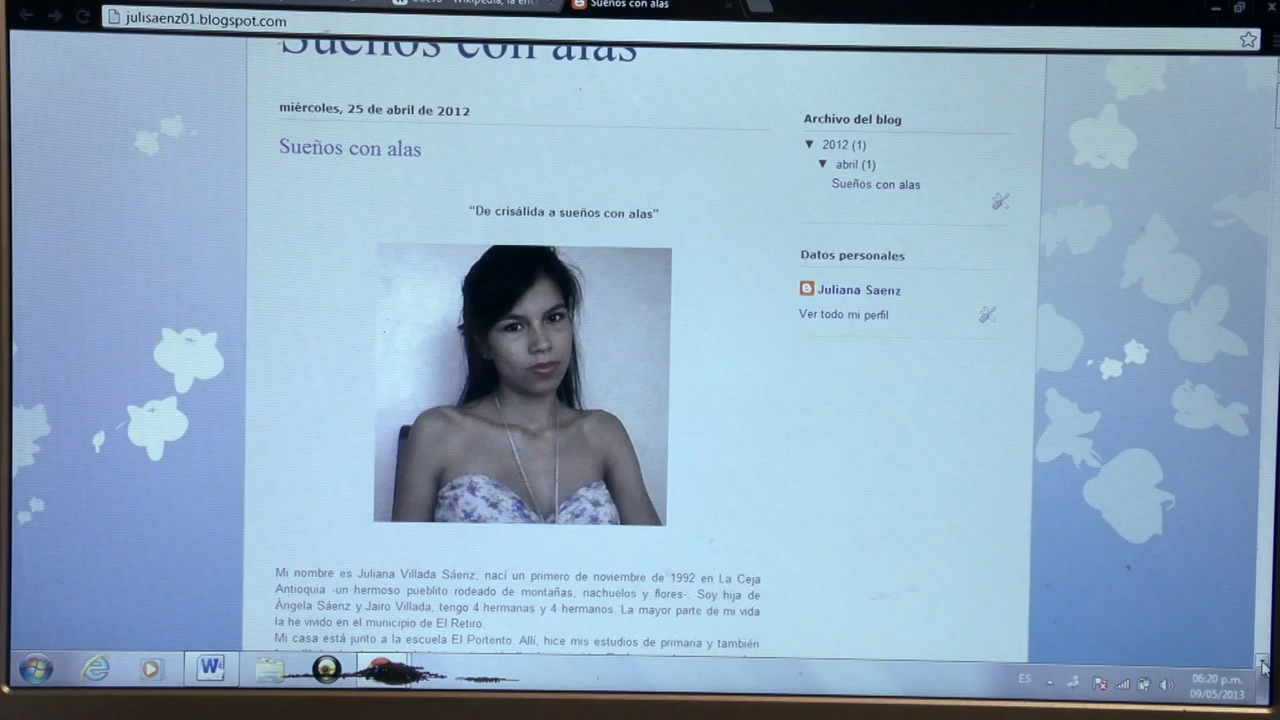 Sueños con alas
julisaenz01.blogspot.com
Sueños con alas
miércoles, 25 de abril de 2012
Sueños con alas
“De crisálida a sueños con alas”
Mi nombre es Juliana Villada Sáenz, nací un primero de noviembre de 1992 en La Ceja
Antioquia -un hermoso pueblito rodeado de montañas, riachuelos y flores-. Soy hija de
Ángela Sáenz y Jairo Villada, tengo 4 hermanas y 4 hermanos. La mayor parte de mi vida
la he vivido en el municipio de El Retiro.
Mi casa está junto a la escuela El Portento. Allí, hice mis estudios de primaria y también
Archivo del blog
▼ 2012 (1)
▼ abril (1)
Sueños con alas
Datos personales
Juliana Saenz
Ver todo mi perfil
ES
06:20 p.m.
09/05/2013